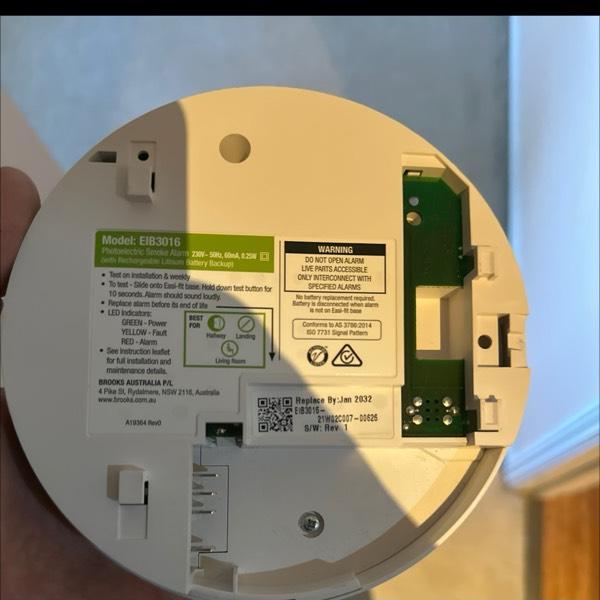 Model: EIB3016
Photoelectric Smoke Alarm 230V~ 50Hz, 60mA, 0.25W
(with Rechargeable Lithium Battery Backup)
• Test on installation & weekly
• To test - Slide onto Easi-fit base. Hold down test button for
10 seconds. Alarm should sound loudly.
• Replace alarm before its end of life
• LED Indicators:
GREEN - Power
YELLOW - Fault
RED - Alarm
• See instruction leaflet
for full installation and
maintenance details.
BEST
FOR
Hallway
Landing
Living Room
BROOKS AUSTRALIA P/L
4 Pike St, Rydalmere, NSW 2116, Australia
www.brooks.com.au
A19364 Rev0
WARNING
DO NOT OPEN ALARM
LIVE PARTS ACCESSIBLE
ONLY INTERCONNECT WITH
SPECIFIED ALARMS
No battery replacement required.
Battery is disconnected when alarm
is not on Easi-fit base
Conforms to AS 3786:2014
ISO 7731 Signal Pattern
Replace By:Jan 2032
EIB3016-
21W02C007-00626
S/W: Rev 1